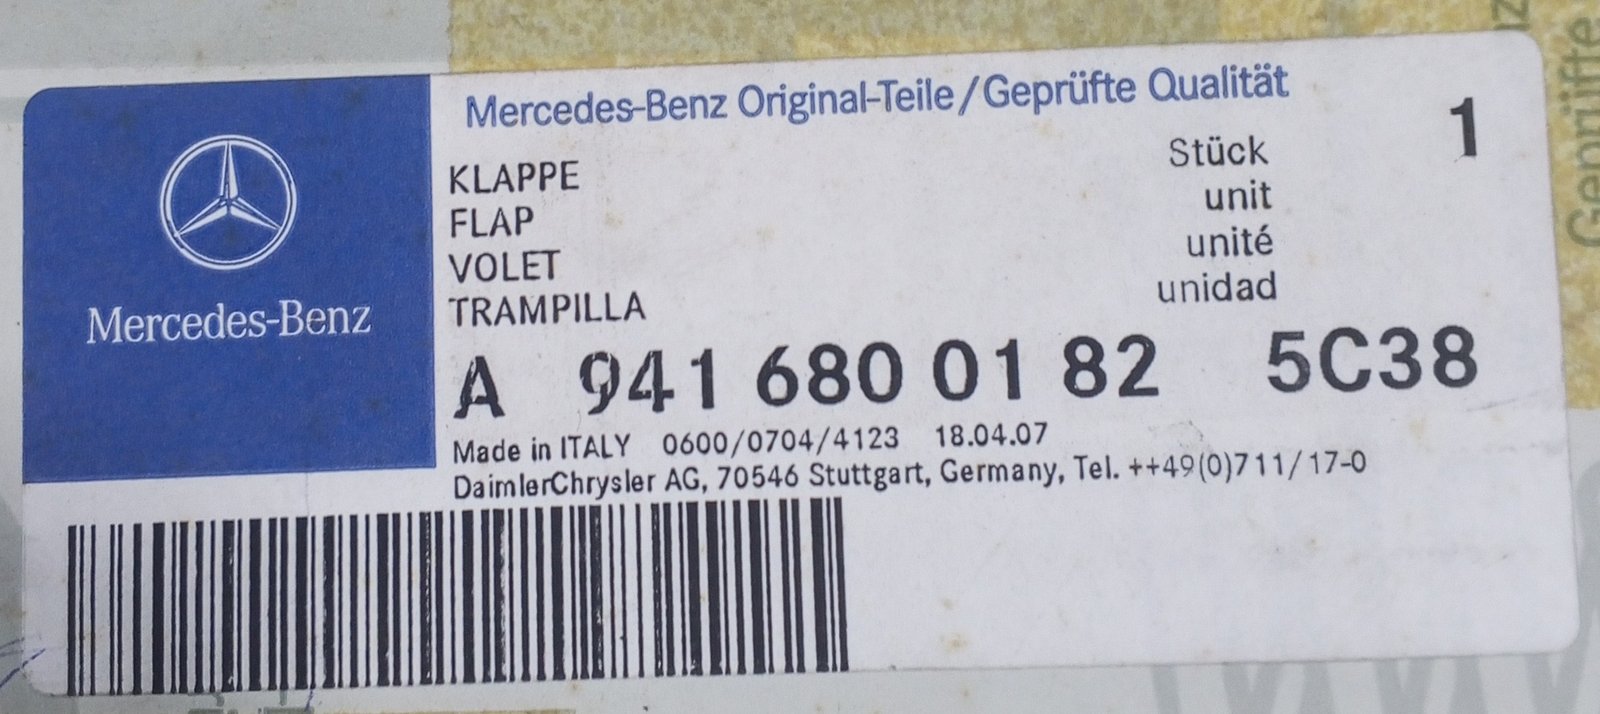 Mercedes-Benz
Mercedes-Benz Original-Teile/Geprüfte Qualität
KLAPPE
FLAP
VOLET
TRAMPILLA
Stück
unit
unité
unidad
1
A 941 680 01 82 5C38
Made in ITALY 0600/0704/4123 18.04.07
DaimlerChrysler AG, 70546 Stuttgart, Germany, Tel. ++49(0)711/17-0
Geprüfte